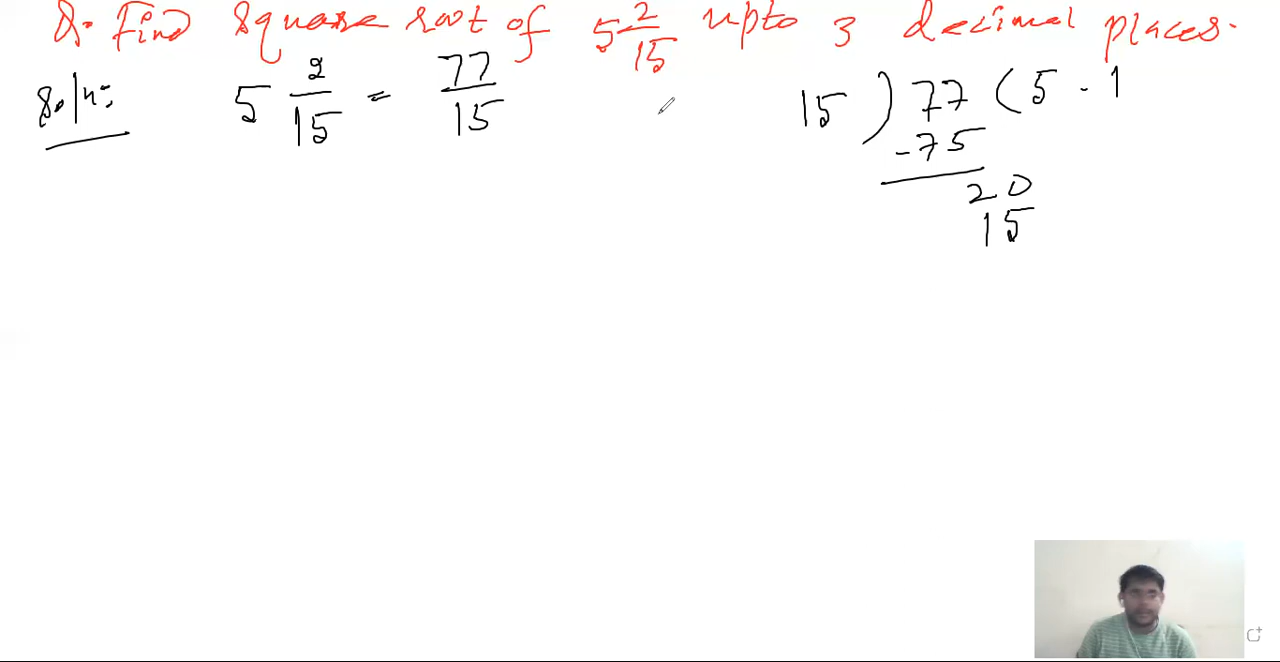 Q. Find square root of 5 2/15 upto 3 decimal places.
Soln: 5 2/15 = 77/15
15 ) 77 ( 5 . 1
-75
20
15